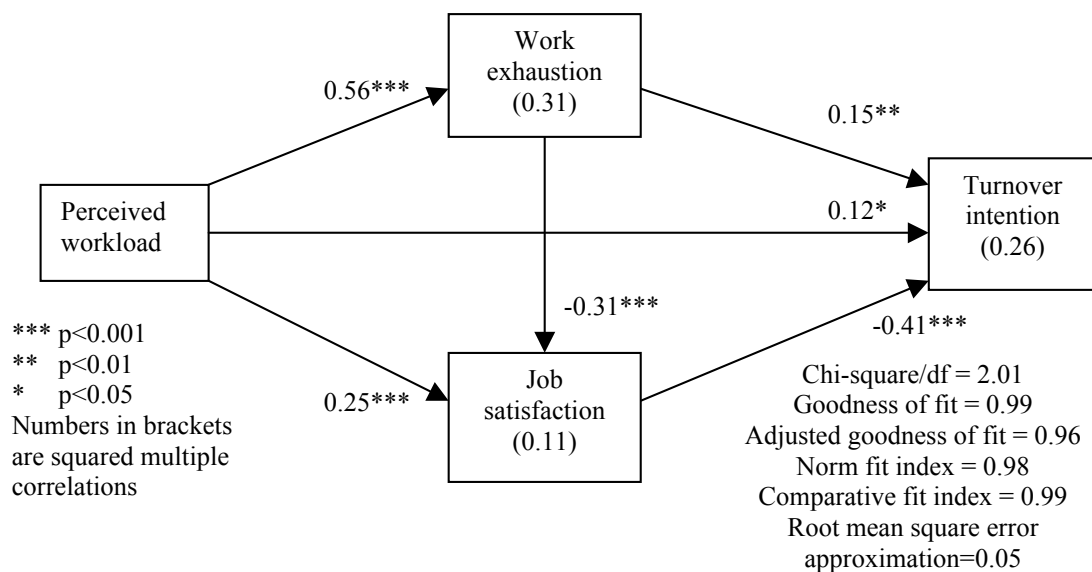 Work
exhaustion
(0.31)
0.56***
0.15**
Perceived
workload
0.12*
Turnover
intention
(0.26)
-0.31***
-0.41***
0.25***
Job
satisfaction
(0.11)
*** p<0.001
** p<0.01
* p<0.05
Numbers in brackets
are squared multiple
correlations
Chi-square/df = 2.01
Goodness of fit = 0.99
Adjusted goodness of fit = 0.96
Norm fit index = 0.98
Comparative fit index = 0.99
Root mean square error
approximation=0.05